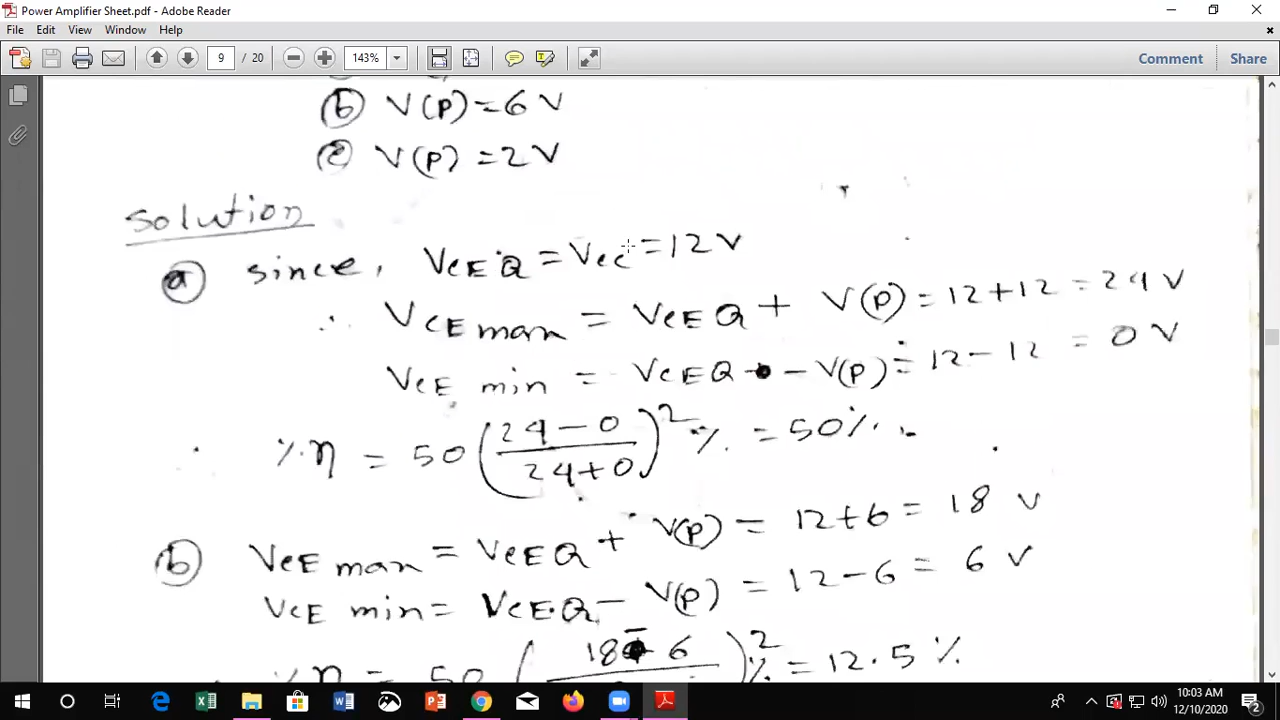 Power Amplifier Sheet.pdf - Adobe Reader
File Edit View Window Help
9 / 20 143% Comment Share
(b) V(p)=6 V
(c) V(p) =2 V
Solution
(a) since, VCEQ = Vcc = 12 V
∴ VCE max = VCEQ + V(p) = 12+12 = 24 V
VCE min = VCEQ - V(p) = 12 - 12 = 0 V
∴ %η = 50 (24-0 / 24+0)² % = 50%.
(b) VCE max = VCEQ + V(p) = 12+6 = 18 V
VCE min = VCEQ - V(p) = 12-6 = 6 V
%η = 50 (18-6 )² % = 12.5 %
10:03 AM
12/10/2020
2